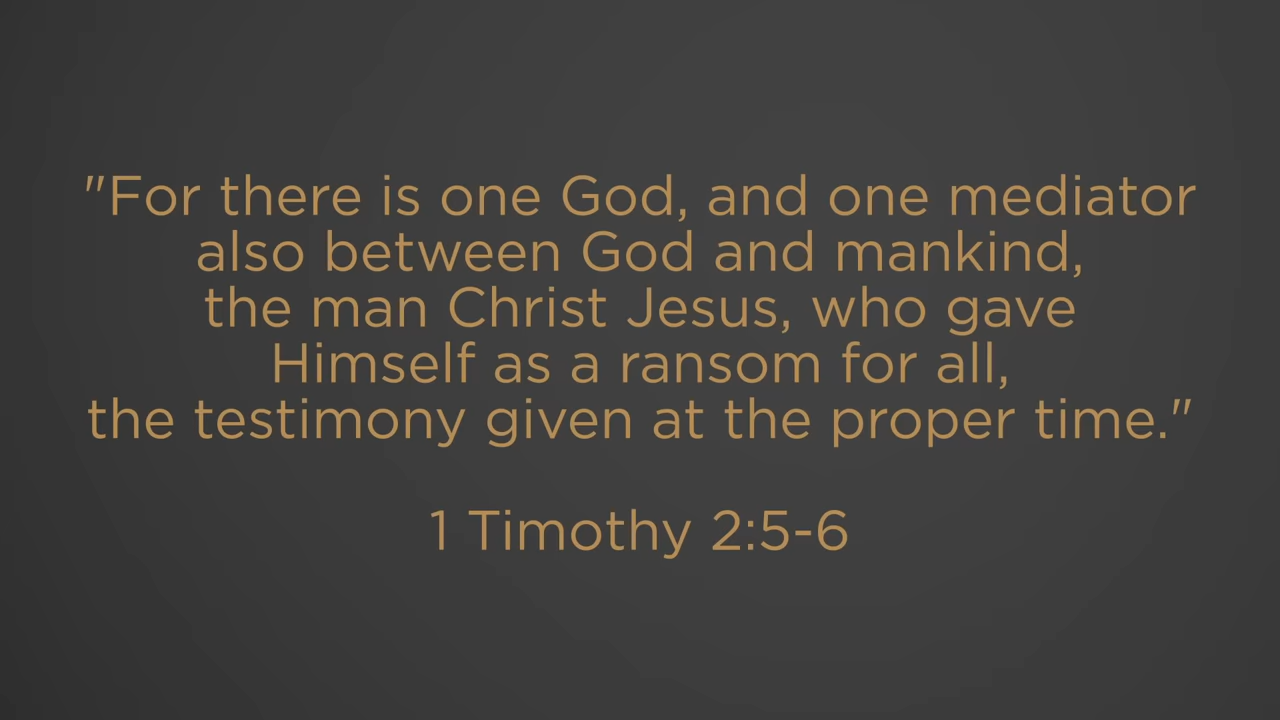 "For there is one God, and one mediator
also between God and mankind,
the man Christ Jesus, who gave
Himself as a ransom for all,
the testimony given at the proper time."
1 Timothy 2:5-6